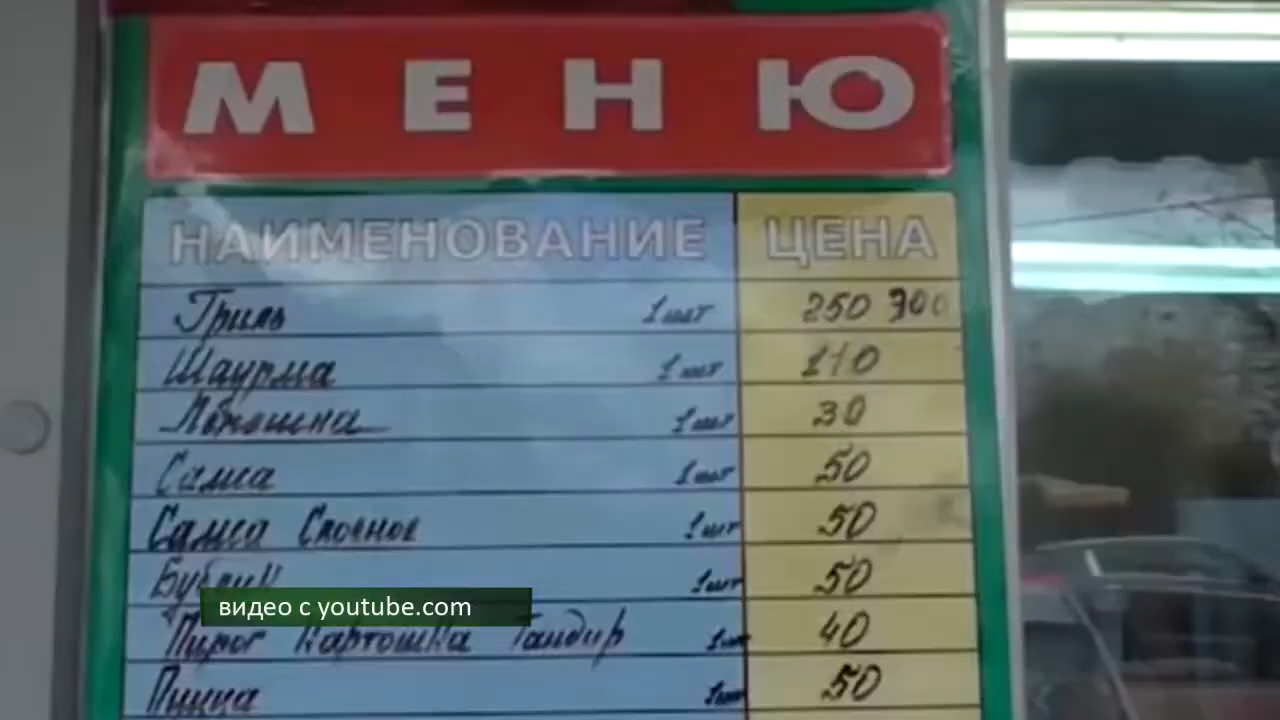 МЕНЮ
НАИМЕНОВАНИЕ ЦЕНА
Гриль 1шт 250 300
Шаурма 1шт 110
Лепешка 1шт 30
Самса 1шт 50
Самса Слоеное 1шт 50
Бублик 1шт 50
видео с youtube.com
Пирог Картошка Тандир 1шт 40
Пицца 1шт 50